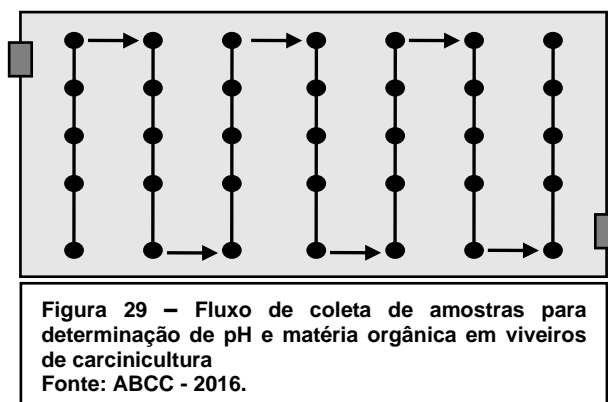 Figura 29 – Fluxo de coleta de amostras para
determinação de pH e matéria orgânica em viveiros
de carcinicultura
Fonte: ABCC - 2016.